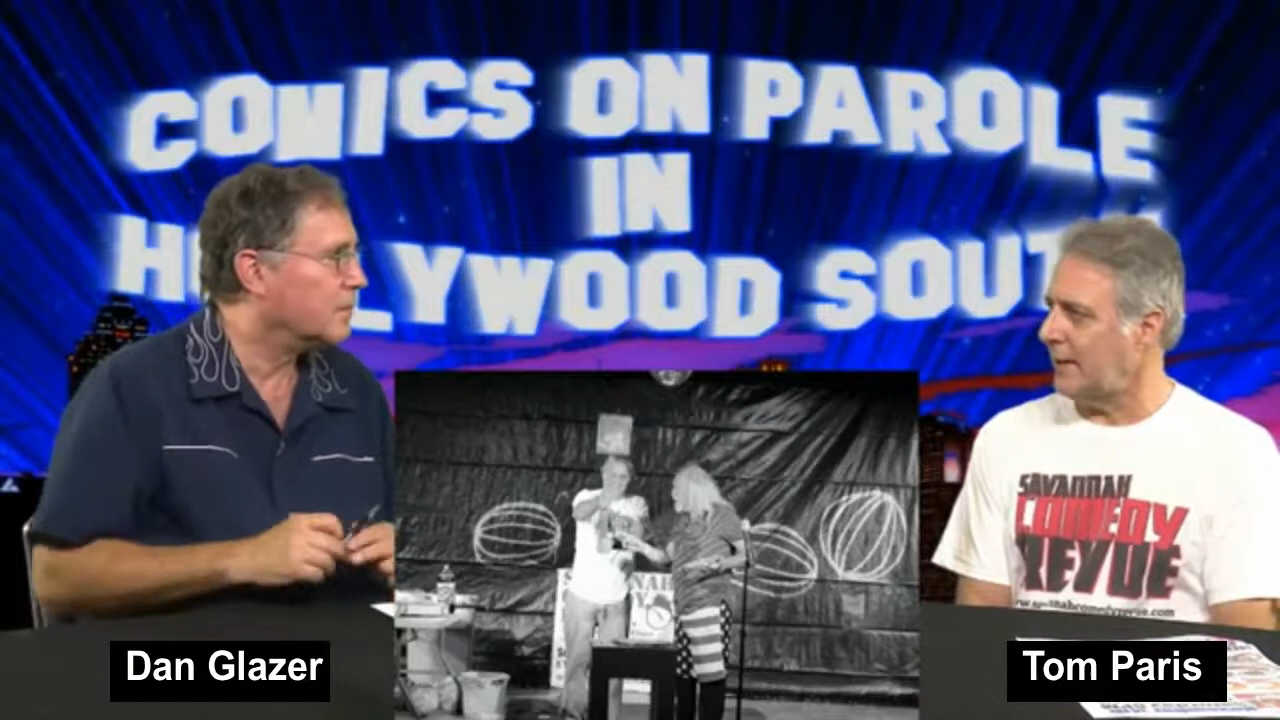 COMICS ON PAROLE
IN
HOLLYWOOD SOUTH
SAVANNAH
COMEDY
REVUE
Dan Glazer
Tom Paris